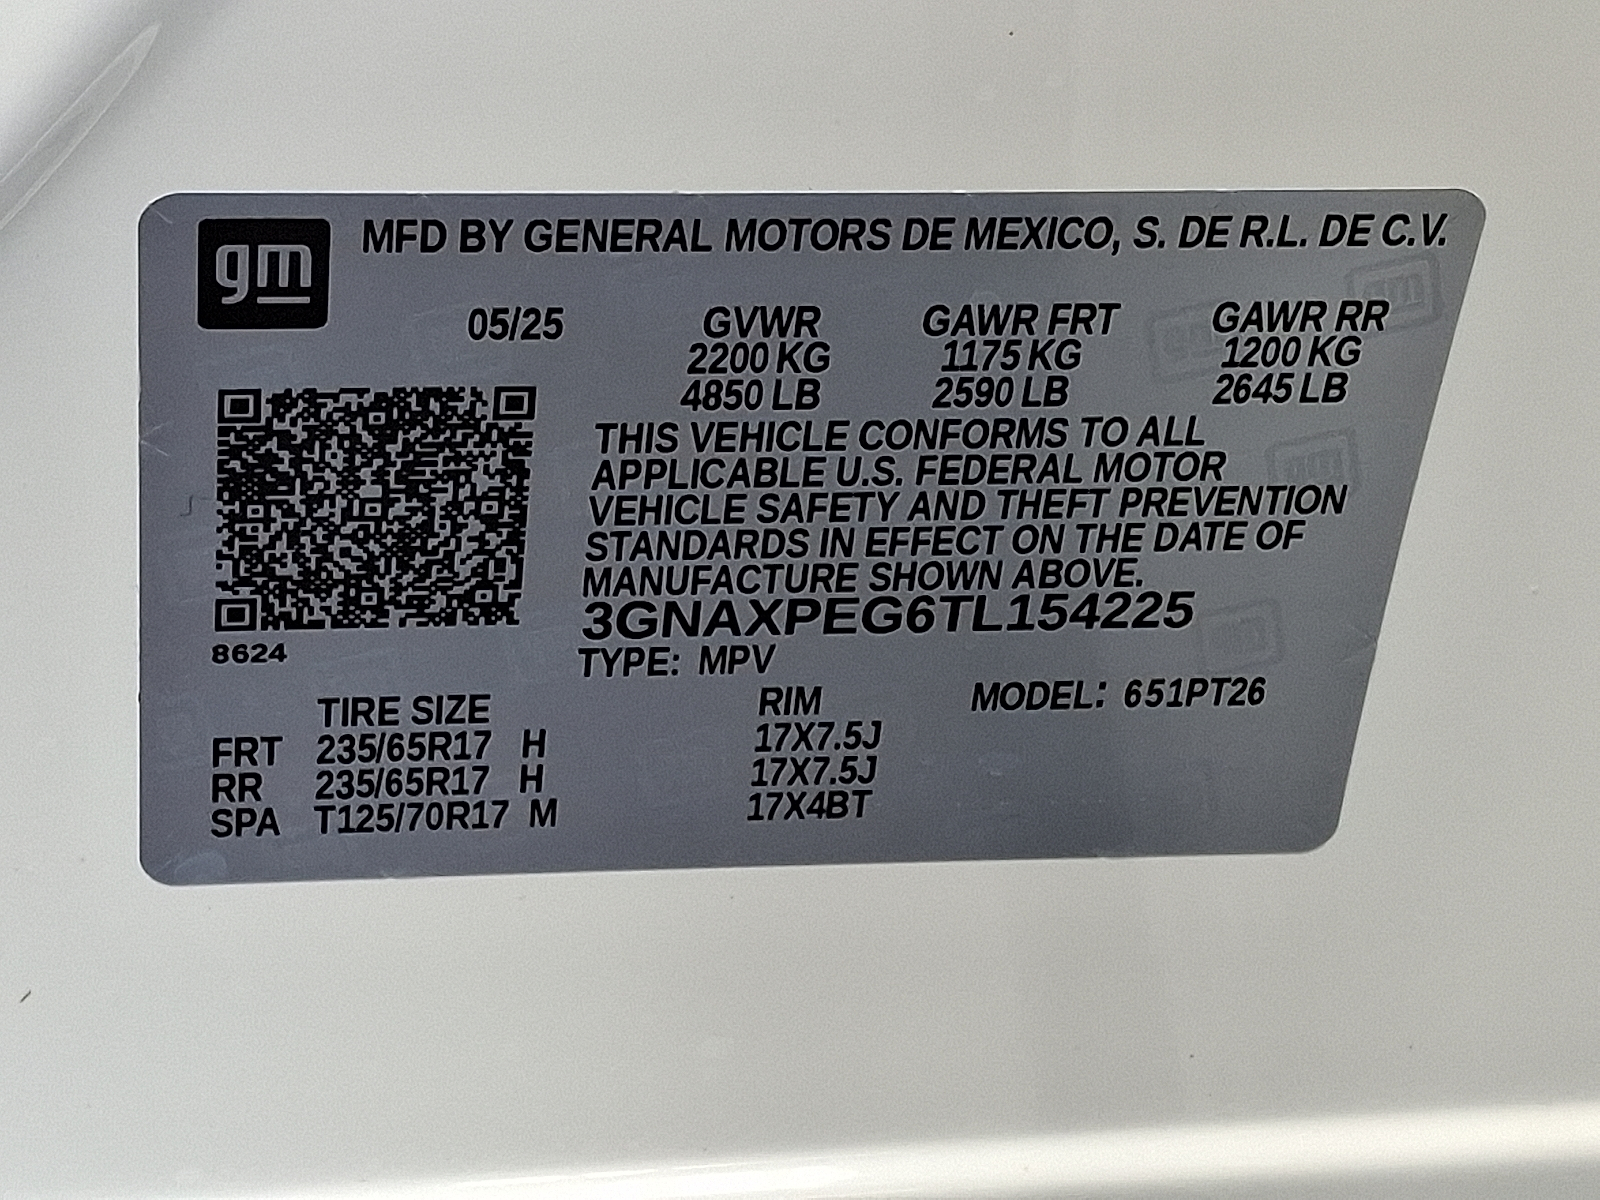 gm MFD BY GENERAL MOTORS DE MEXICO, S. DE R.L. DE C.V.
05/25 GVWR GAWR FRT GAWR RR
2200 KG 1175 KG 1200 KG
4850 LB 2590 LB 2645 LB
THIS VEHICLE CONFORMS TO ALL
APPLICABLE U.S. FEDERAL MOTOR
VEHICLE SAFETY AND THEFT PREVENTION
STANDARDS IN EFFECT ON THE DATE OF
MANUFACTURE SHOWN ABOVE.
3GNAXPEG6TL154225
8624 TYPE: MPV
TIRE SIZE RIM MODEL: 651PT26
FRT 235/65R17 H 17X7.5J
RR 235/65R17 H 17X7.5J
SPA T125/70R17 M 17X4BT